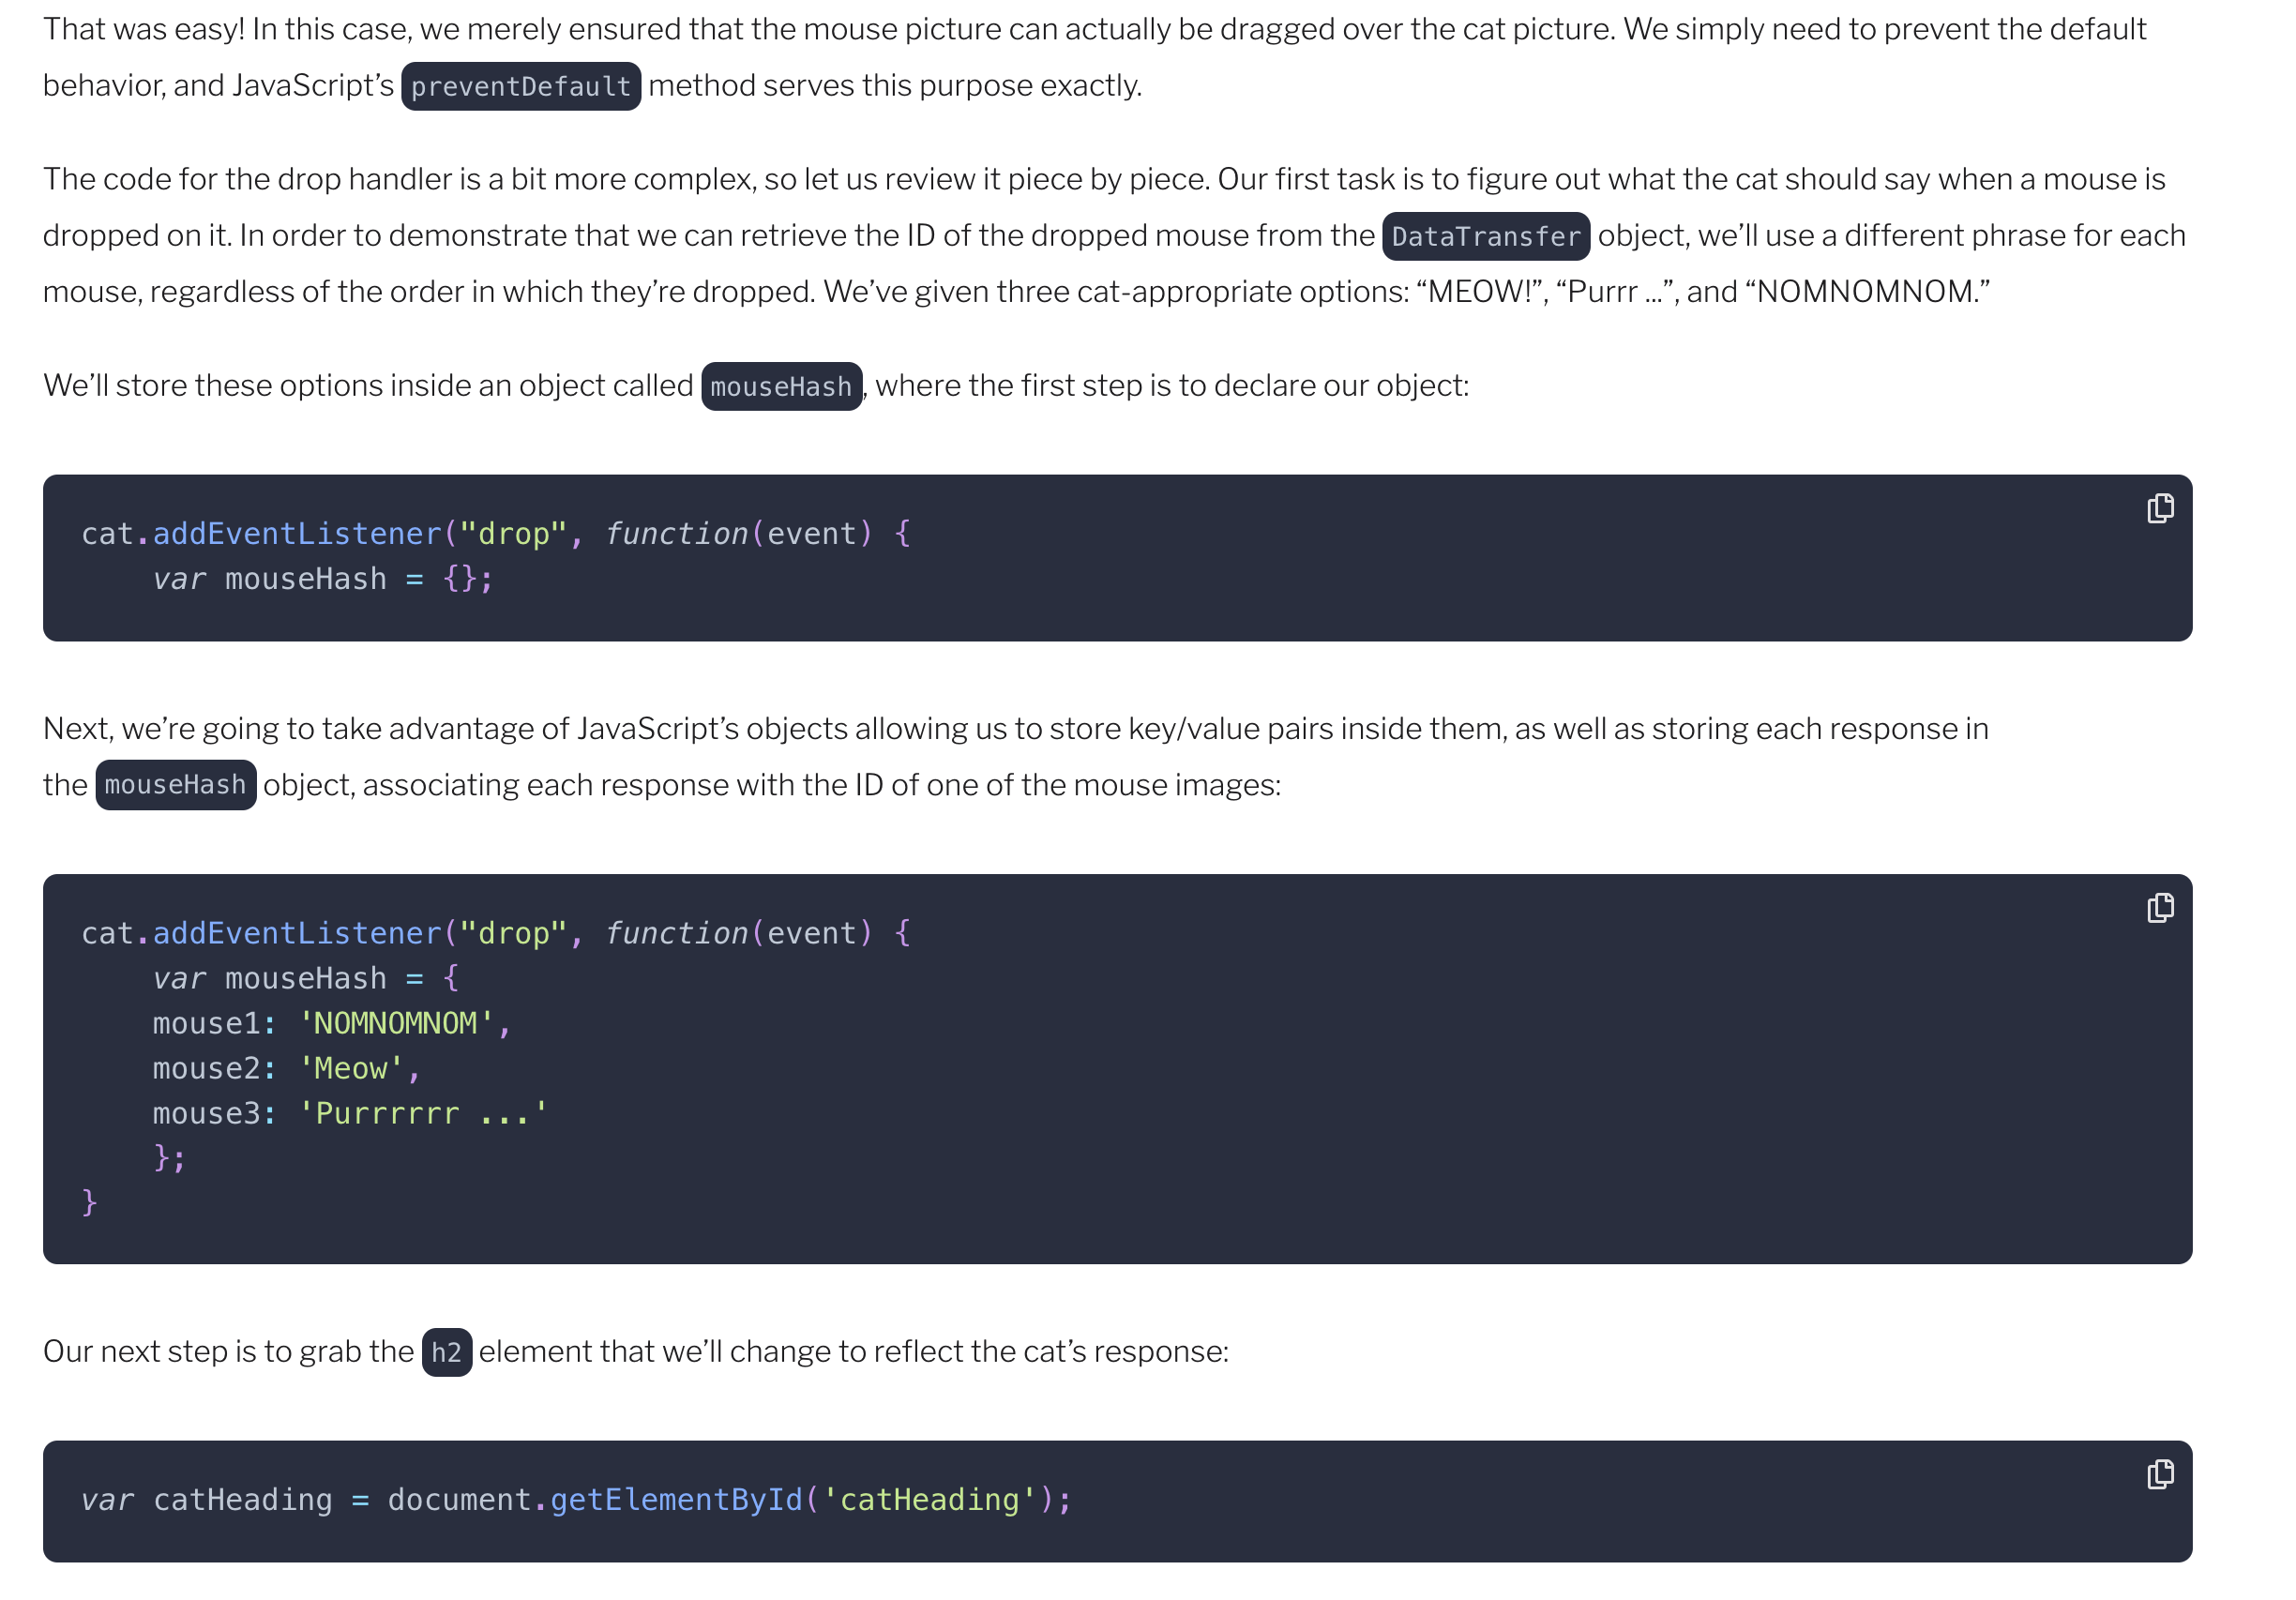 That was easy! In this case, we merely ensured that the mouse picture can actually be dragged over the cat picture. We simply need to prevent the default
behavior, and JavaScript’s preventDefault method serves this purpose exactly.
The code for the drop handler is a bit more complex, so let us review it piece by piece. Our first task is to figure out what the cat should say when a mouse is
dropped on it. In order to demonstrate that we can retrieve the ID of the dropped mouse from the DataTransfer object, we’ll use a different phrase for each
mouse, regardless of the order in which they’re dropped. We’ve given three cat-appropriate options: “MEOW!”, “Purrr …”, and “NOMNOMNOM.”
We’ll store these options inside an object called mouseHash, where the first step is to declare our object:
cat.addEventListener("drop", function(event) {
    var mouseHash = {};
Next, we’re going to take advantage of JavaScript’s objects allowing us to store key/value pairs inside them, as well as storing each response in
the mouseHash object, associating each response with the ID of one of the mouse images:
cat.addEventListener("drop", function(event) {
    var mouseHash = {
    mouse1: 'NOMNOMNOM',
    mouse2: 'Meow',
    mouse3: 'Purrrrrr ...'
    };
}
Our next step is to grab the h2 element that we’ll change to reflect the cat’s response:
var catHeading = document.getElementById('catHeading');